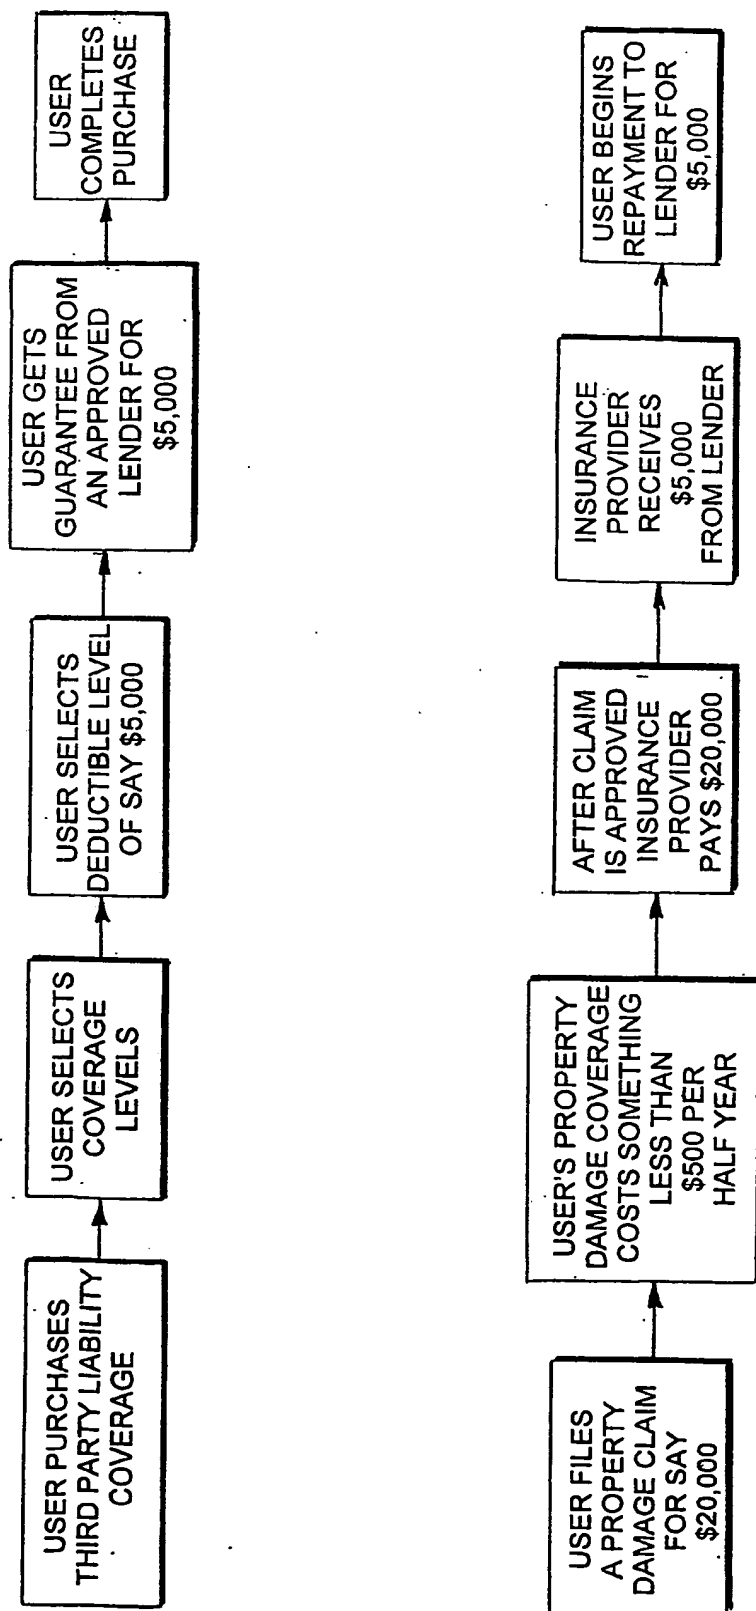 USER PURCHASES
THIRD PARTY LIABILITY
COVERAGE
USER SELECTS
COVERAGE
LEVELS
USER SELECTS
DEDUCTIBLE LEVEL
OF SAY $5,000
USER GETS
GUARANTEE FROM
AN APPROVED
LENDER FOR
$5,000
USER
COMPLETES
PURCHASE
USER FILES
A PROPERTY
DAMAGE CLAIM
FOR SAY
$20,000
USER'S PROPERTY
DAMAGE COVERAGE
COSTS SOMETHING
LESS THAN
$500 PER
HALF YEAR
AFTER CLAIM
IS APPROVED
INSURANCE
PROVIDER
PAYS $20,000
INSURANCE
PROVIDER
RECEIVES
$5,000
FROM LENDER
USER BEGINS
REPAYMENT TO
LENDER FOR
$5,000